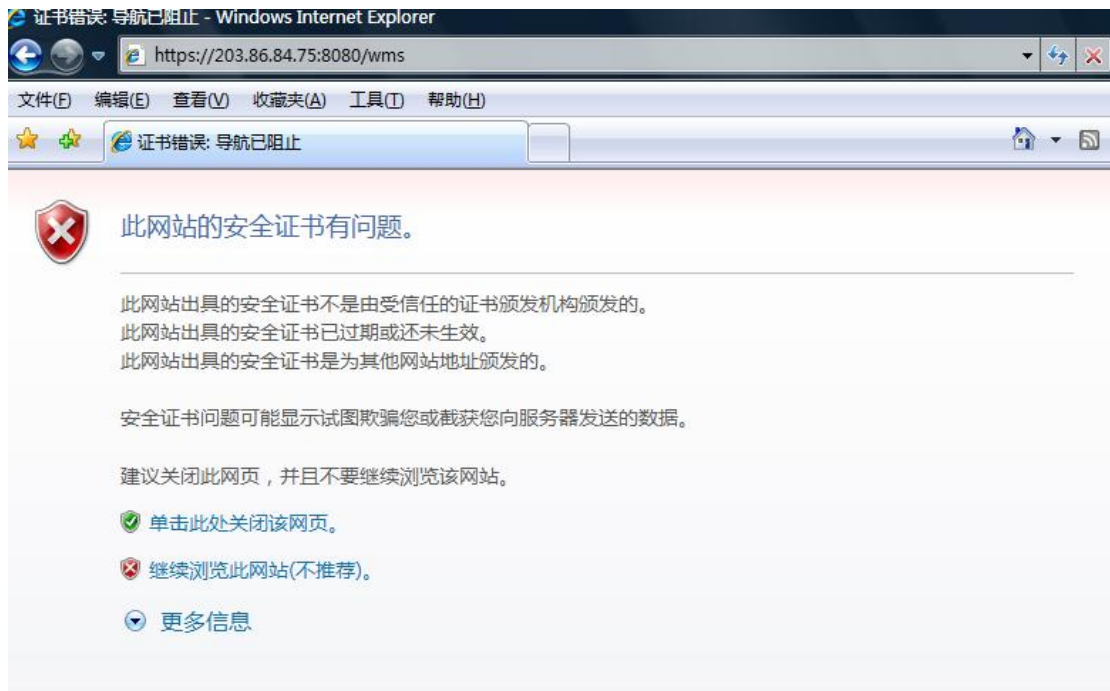 证书错误: 导航已阻止 - Windows Internet Explorer
https://203.86.84.75:8080/wms
文件(F) 编辑(E) 查看(V) 收藏夹(A) 工具(T) 帮助(H)
证书错误: 导航已阻止
此网站的安全证书有问题。
此网站出具的安全证书不是由受信任的证书颁发机构颁发的。
此网站出具的安全证书已过期或还未生效。
此网站出具的安全证书是为其他网站地址颁发的。
安全证书问题可能显示试图欺骗您或截获您向服务器发送的数据。
建议关闭此网页，并且不要继续浏览该网站。
单击此处关闭该网页。
继续浏览此网站(不推荐)。
更多信息